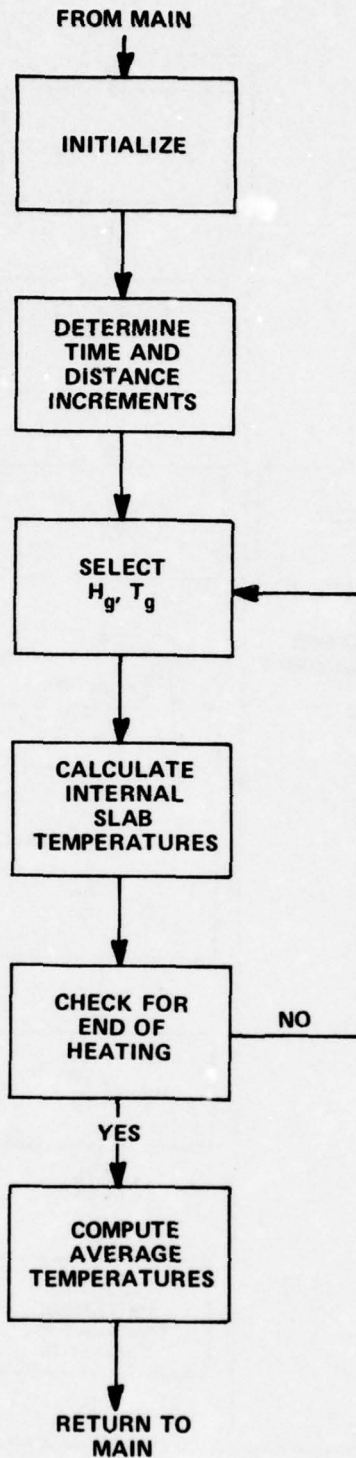 FROM MAIN
INITIALIZE
DETERMINE
TIME AND
DISTANCE
INCREMENTS
SELECT
Hg, Tg
CALCULATE
INTERNAL
SLAB
TEMPERATURES
CHECK FOR
END OF
HEATING
NO
YES
COMPUTE
AVERAGE
TEMPERATURES
RETURN TO
MAIN